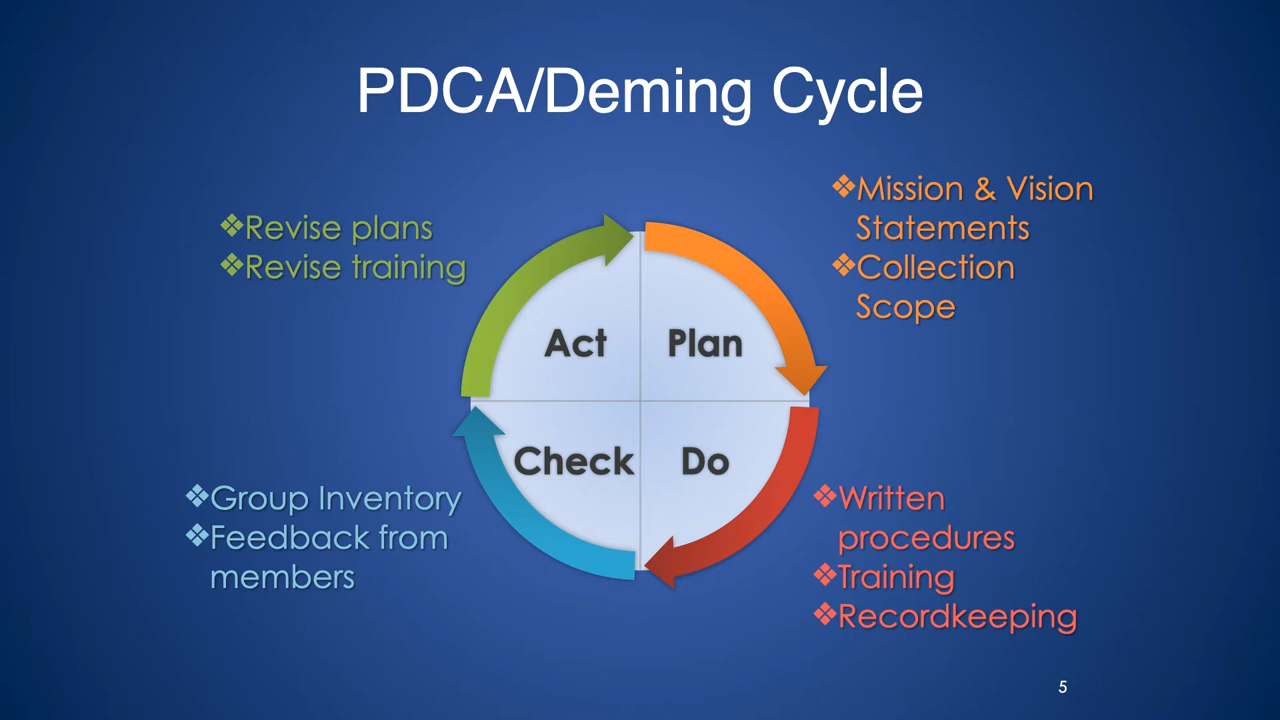 PDCA/Deming Cycle
❖Revise plans
❖Revise training
❖Mission & Vision
Statements
❖Collection
Scope
Act
Plan
Check
Do
❖Group Inventory
❖Feedback from
members
❖Written
procedures
❖Training
❖Recordkeeping
5